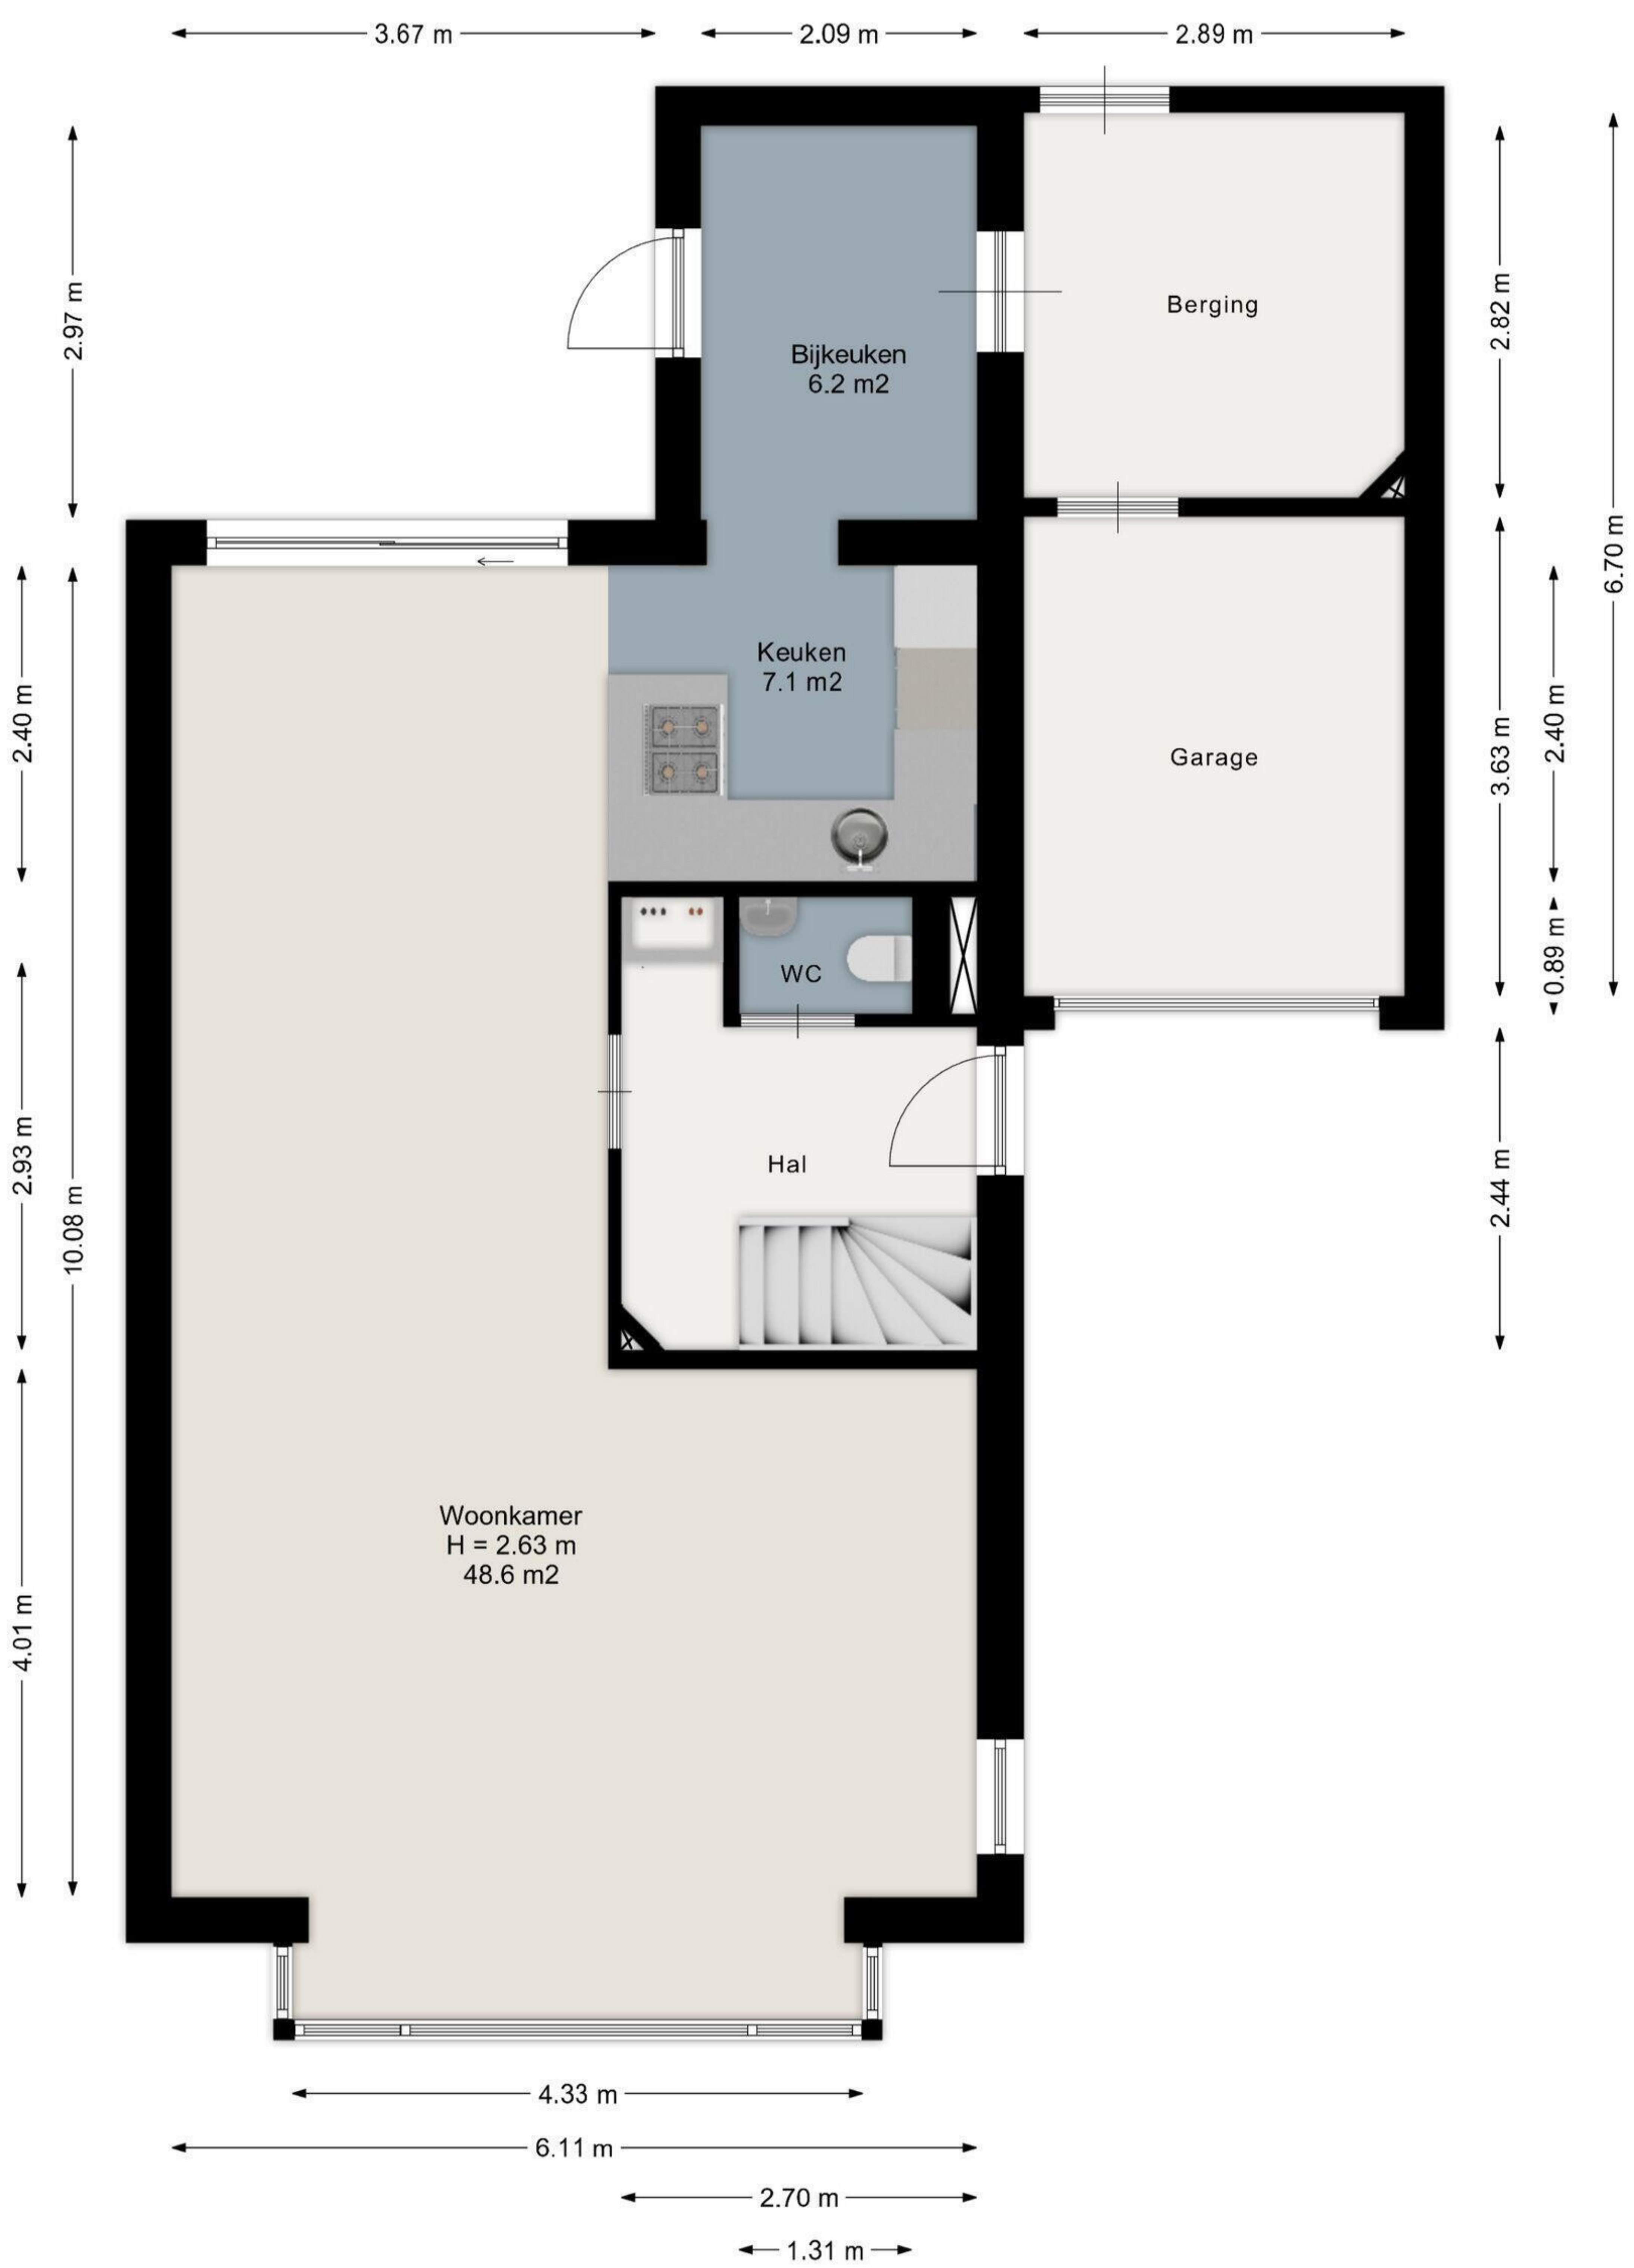 3.67 m
2.09 m
2.89 m
2.97 m
2.82 m
6.70 m
Berging
Bijkeuken
6.2 m2
Keuken
7.1 m2
2.40 m
3.63 m
2.40 m
Garage
0.89 m
WC
2.93 m
10.08 m
Hal
2.44 m
Woonkamer
H = 2.63 m
48.6 m2
4.01 m
4.33 m
6.11 m
2.70 m
1.31 m